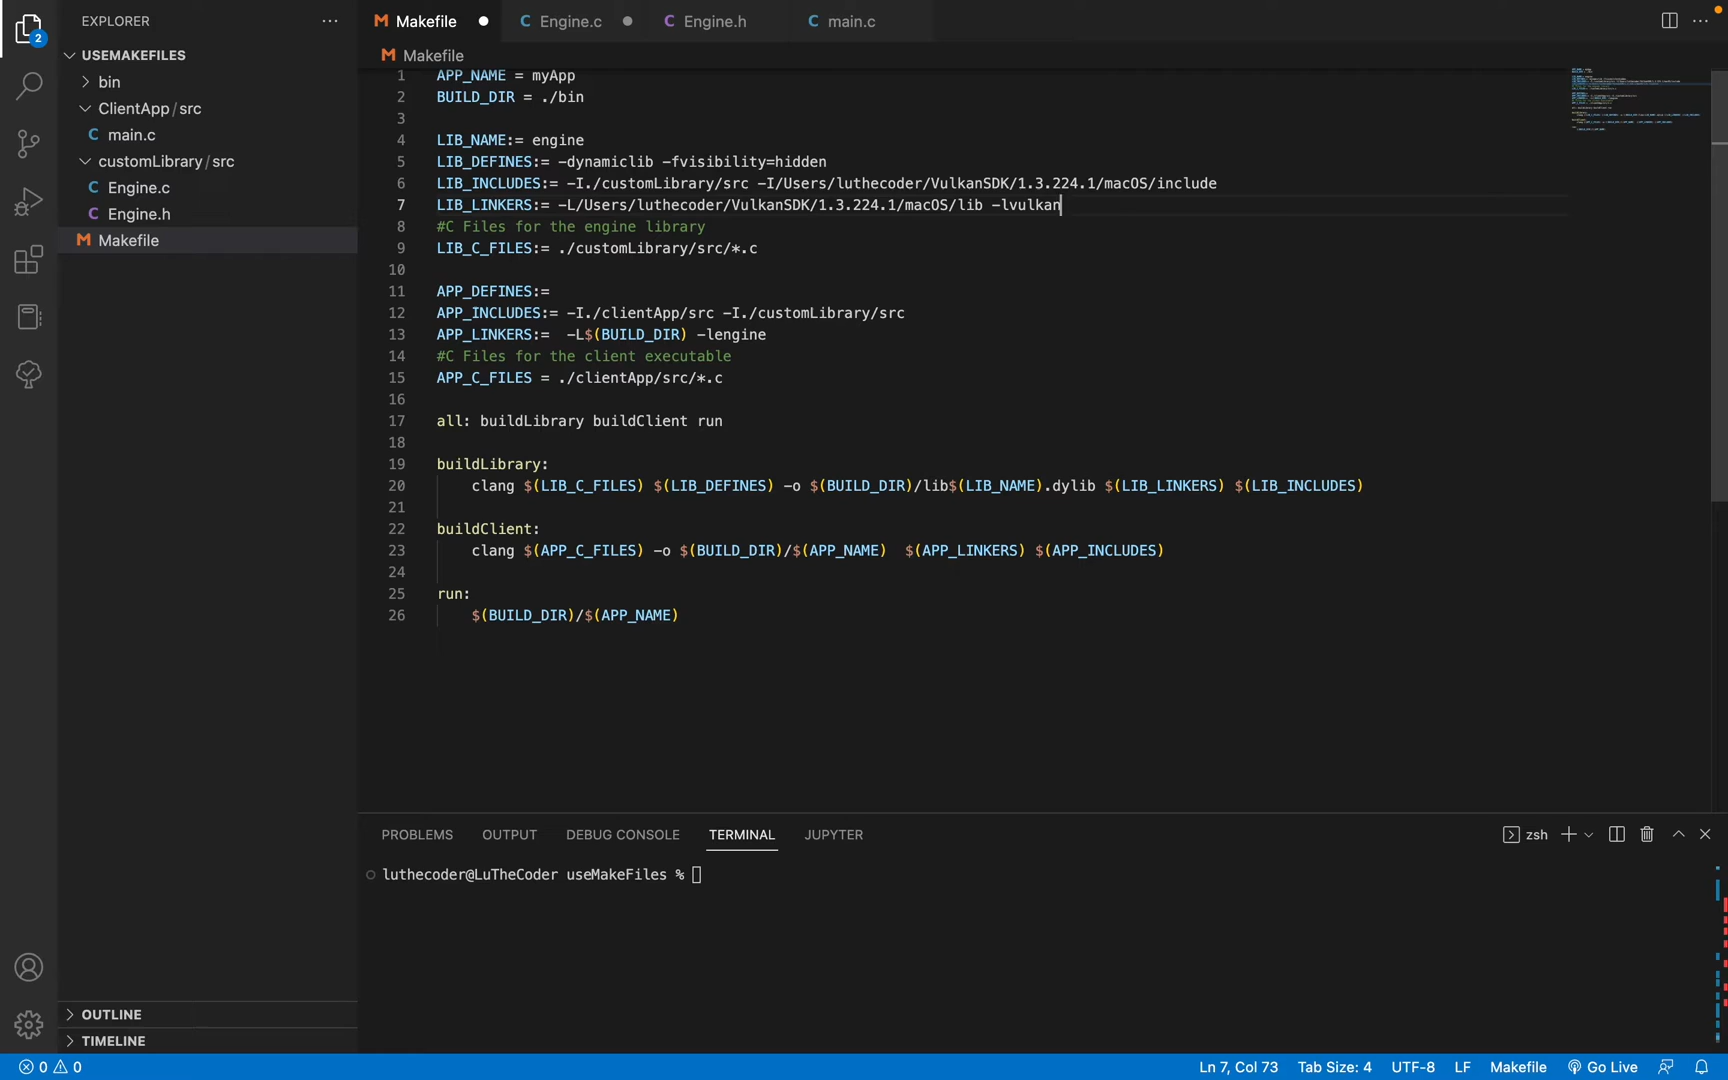 EXPLORER
Makefile
Engine.c
Engine.h
main.c
2
USEMAKEFILES
Makefile
bin
ClientApp / src
main.c
customLibrary / src
Engine.c
Engine.h
Makefile
1 APP_NAME = myApp
2 BUILD_DIR = ./bin
3
4 LIB_NAME:= engine
5 LIB_DEFINES:= -dynamiclib -fvisibility=hidden
6 LIB_INCLUDES:= -I./customLibrary/src -I/Users/luthecoder/VulkanSDK/1.3.224.1/macOS/include
7 LIB_LINKERS:= -L/Users/luthecoder/VulkanSDK/1.3.224.1/macOS/lib -lvulkan
8 #C Files for the engine library
9 LIB_C_FILES:= ./customLibrary/src/*.c
10
11 APP_DEFINES:=
12 APP_INCLUDES:= -I./clientApp/src -I./customLibrary/src
13 APP_LINKERS:=  -L$(BUILD_DIR) -lengine
14 #C Files for the client executable
15 APP_C_FILES = ./clientApp/src/*.c
16
17 all: buildLibrary buildClient run
18
19 buildLibrary:
20 clang $(LIB_C_FILES) $(LIB_DEFINES) -o $(BUILD_DIR)/lib$(LIB_NAME).dylib $(LIB_LINKERS) $(LIB_INCLUDES)
21
22 buildClient:
23 clang $(APP_C_FILES) -o $(BUILD_DIR)/$(APP_NAME)  $(APP_LINKERS) $(APP_INCLUDES)
24
25 run:
26 $(BUILD_DIR)/$(APP_NAME)
PROBLEMS OUTPUT DEBUG CONSOLE TERMINAL JUPYTER zsh
luthecoder@LuTheCoder useMakeFiles %
OUTLINE
TIMELINE
0 0 Ln 7, Col 73 Tab Size: 4 UTF-8 LF Makefile Go Live